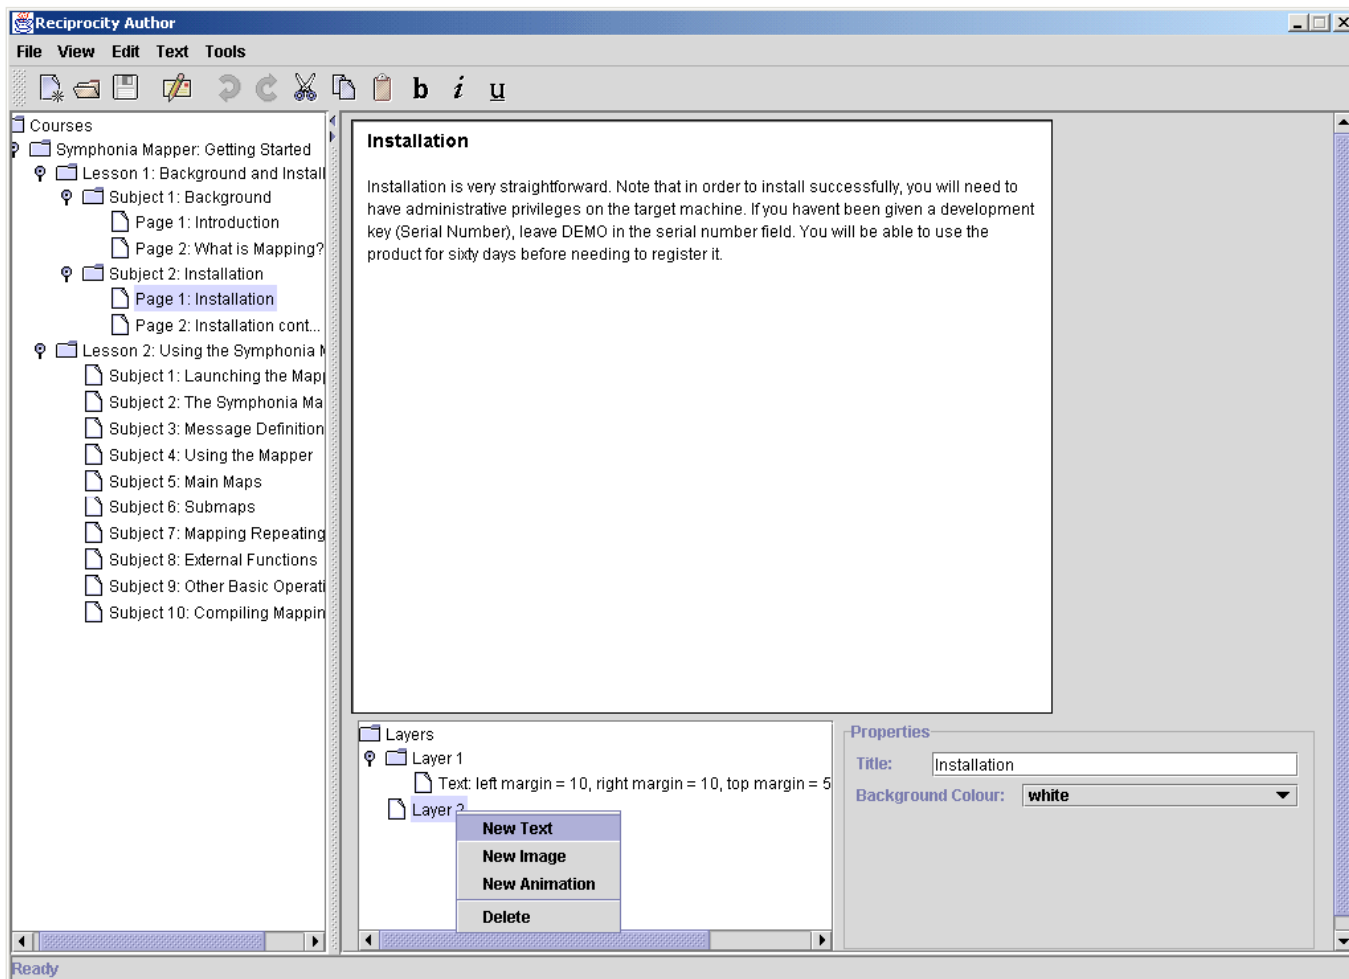 Reciprocity Author
File View Edit Text Tools
b i u
Courses
Symphonia Mapper: Getting Started
Lesson 1: Background and Install
Subject 1: Background
Page 1: Introduction
Page 2: What is Mapping?
Subject 2: Installation
Page 1: Installation
Page 2: Installation cont...
Lesson 2: Using the Symphonia M
Subject 1: Launching the Mapp
Subject 2: The Symphonia Ma
Subject 3: Message Definition
Subject 4: Using the Mapper
Subject 5: Main Maps
Subject 6: Submaps
Subject 7: Mapping Repeating
Subject 8: External Functions
Subject 9: Other Basic Operati
Subject 10: Compiling Mappin
Installation
Installation is very straightforward. Note that in order to install successfully, you will need to
have administrative privileges on the target machine. If you havent been given a development
key (Serial Number), leave DEMO in the serial number field. You will be able to use the
product for sixty days before needing to register it.
Layers
Layer 1
Text: left margin = 10, right margin = 10, top margin = 5
Layer 2
New Text
New Image
New Animation
Delete
Properties
Title: Installation
Background Colour: white
Ready